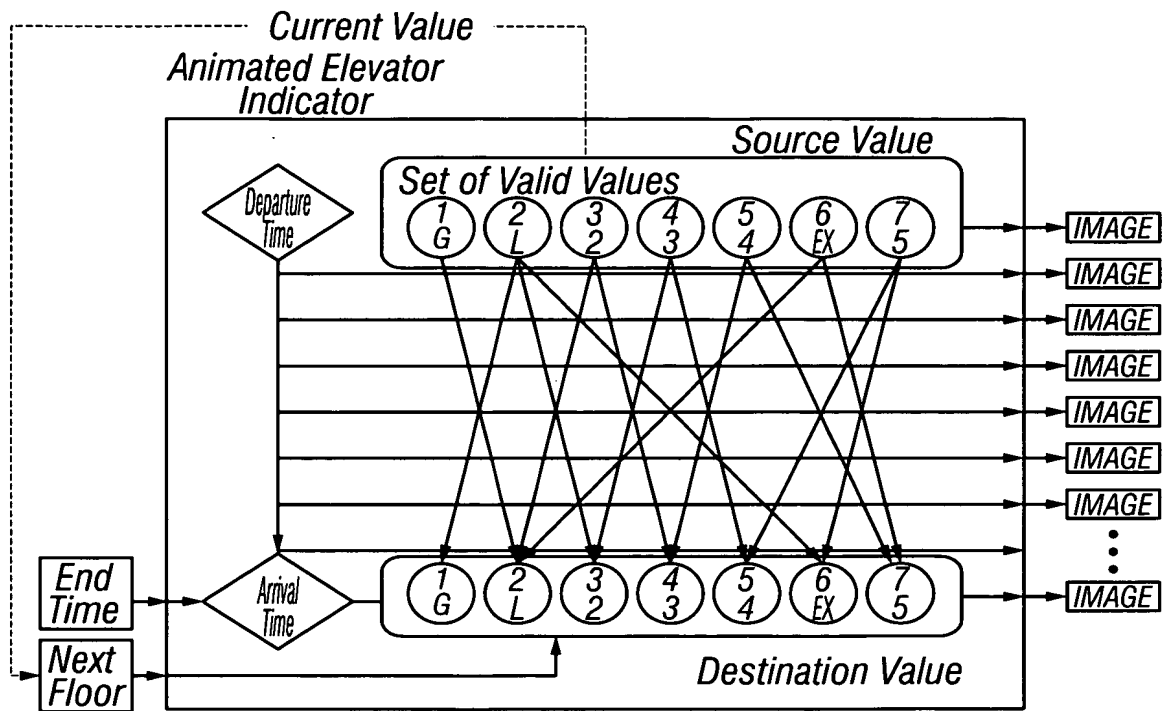 Current Value
Animated Elevator
Indicator
Source Value
Set of Valid Values
Departure
Time
1 2 3 4 5 6 7
G L 2 3 4 EX 5
IMAGE
IMAGE
IMAGE
IMAGE
IMAGE
IMAGE
IMAGE
IMAGE
End
Time
Arrival
Time
1 2 3 4 5 6 7
G L 2 3 4 EX 5
Next
Floor
Destination Value